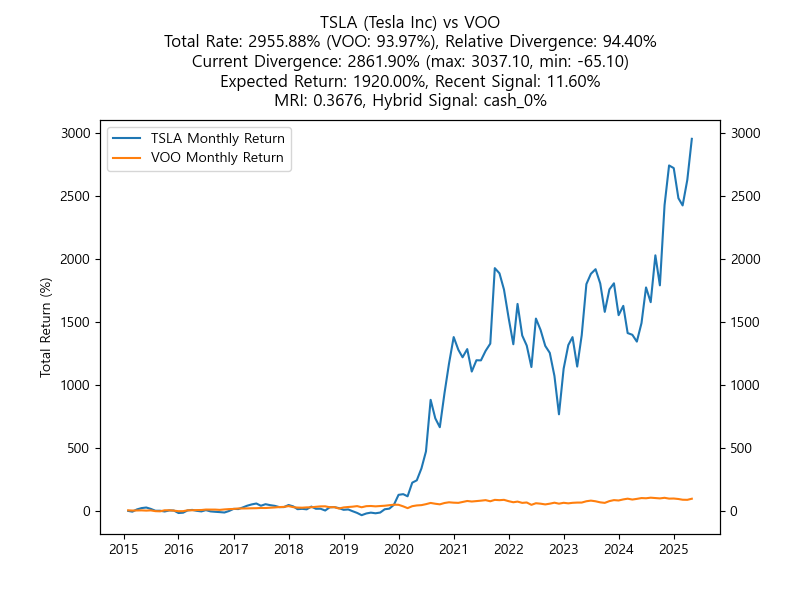 TSLA (Tesla Inc) vs VOO
Total Rate: 2955.88% (VOO: 93.97%), Relative Divergence: 94.40%
Current Divergence: 2861.90% (max: 3037.10, min: -65.10)
Expected Return: 1920.00%, Recent Signal: 11.60%
MRI: 0.3676, Hybrid Signal: cash_0%
TSLA Monthly Return
VOO Monthly Return
Total Return (%)
3000
2500
2000
1500
1000
500
0
3000
2500
2000
1500
1000
500
0
2015 2016 2017 2018 2019 2020 2021 2022 2023 2024 2025